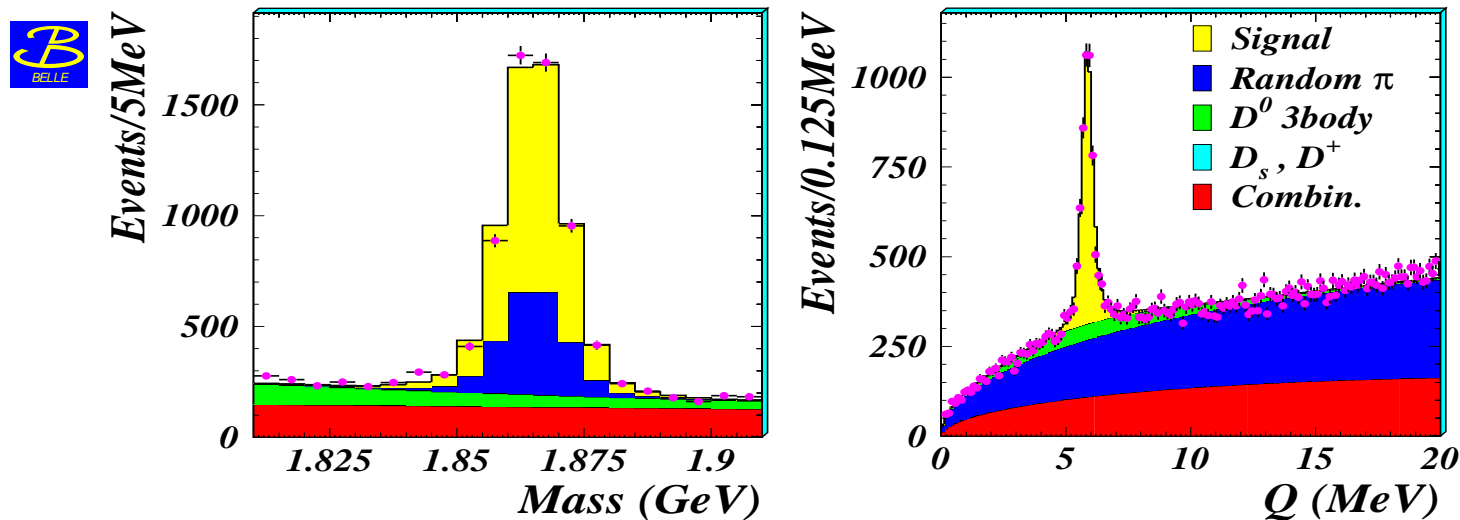 B
BELLE
Events/5MeV
1500
1000
500
0
1.825 1.85 1.875 1.9
Mass (GeV)
Events/0.125MeV
1000
750
500
250
0
0 5 10 15 20
Q (MeV)
Signal
Random π
D⁰ 3body
Dₛ , D⁺
Combin.